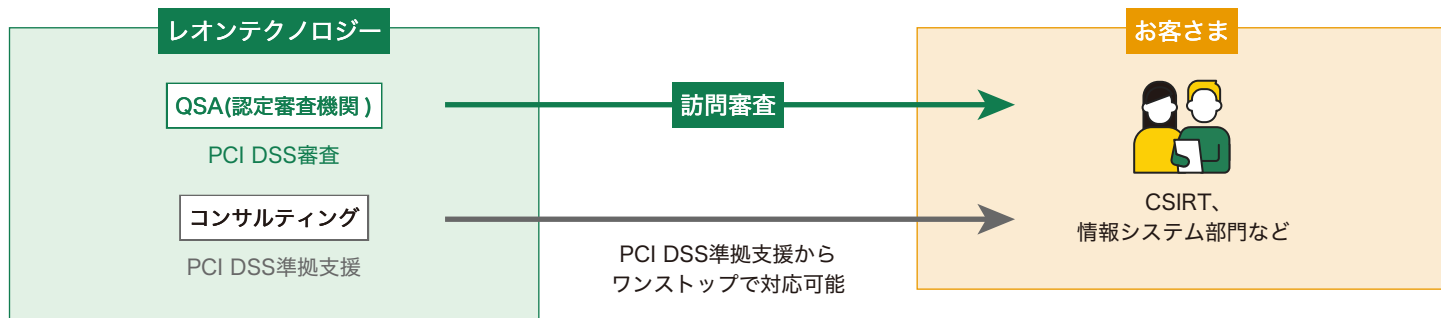 レオンテクノロジー
QSA(認定審査機関)
PCI DSS審査
コンサルティング
PCI DSS準拠支援
訪問審査
PCI DSS準拠支援から
ワンストップで対応可能
お客さま
CSIRT、
情報システム部門など